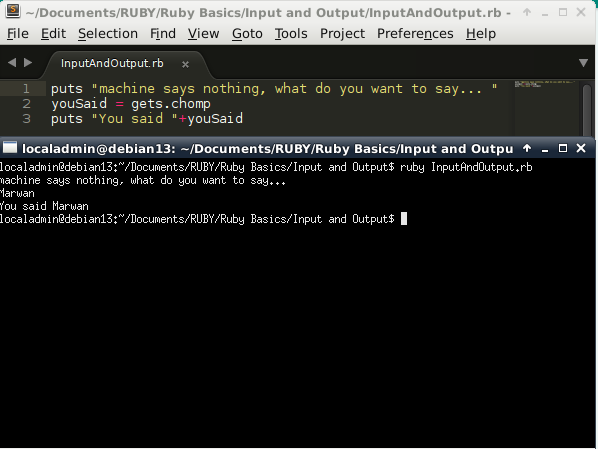 ~/Documents/RUBY/Ruby Basics/Input and Output/InputAndOutput.rb -
File Edit Selection Find View Goto Tools Project Preferences Help
InputAndOutput.rb ×
1 puts "machine says nothing, what do you want to say... "
2 youSaid = gets.chomp
3 puts "You said "+youSaid
localadmin@debian13: ~/Documents/RUBY/Ruby Basics/Input and Outpu
localadmin@debian13:~/Documents/RUBY/Ruby Basics/Input and Output$ ruby InputAndOutput.rb
machine says nothing, what do you want to say...
Marwan
You said Marwan
localadmin@debian13:~/Documents/RUBY/Ruby Basics/Input and Output$